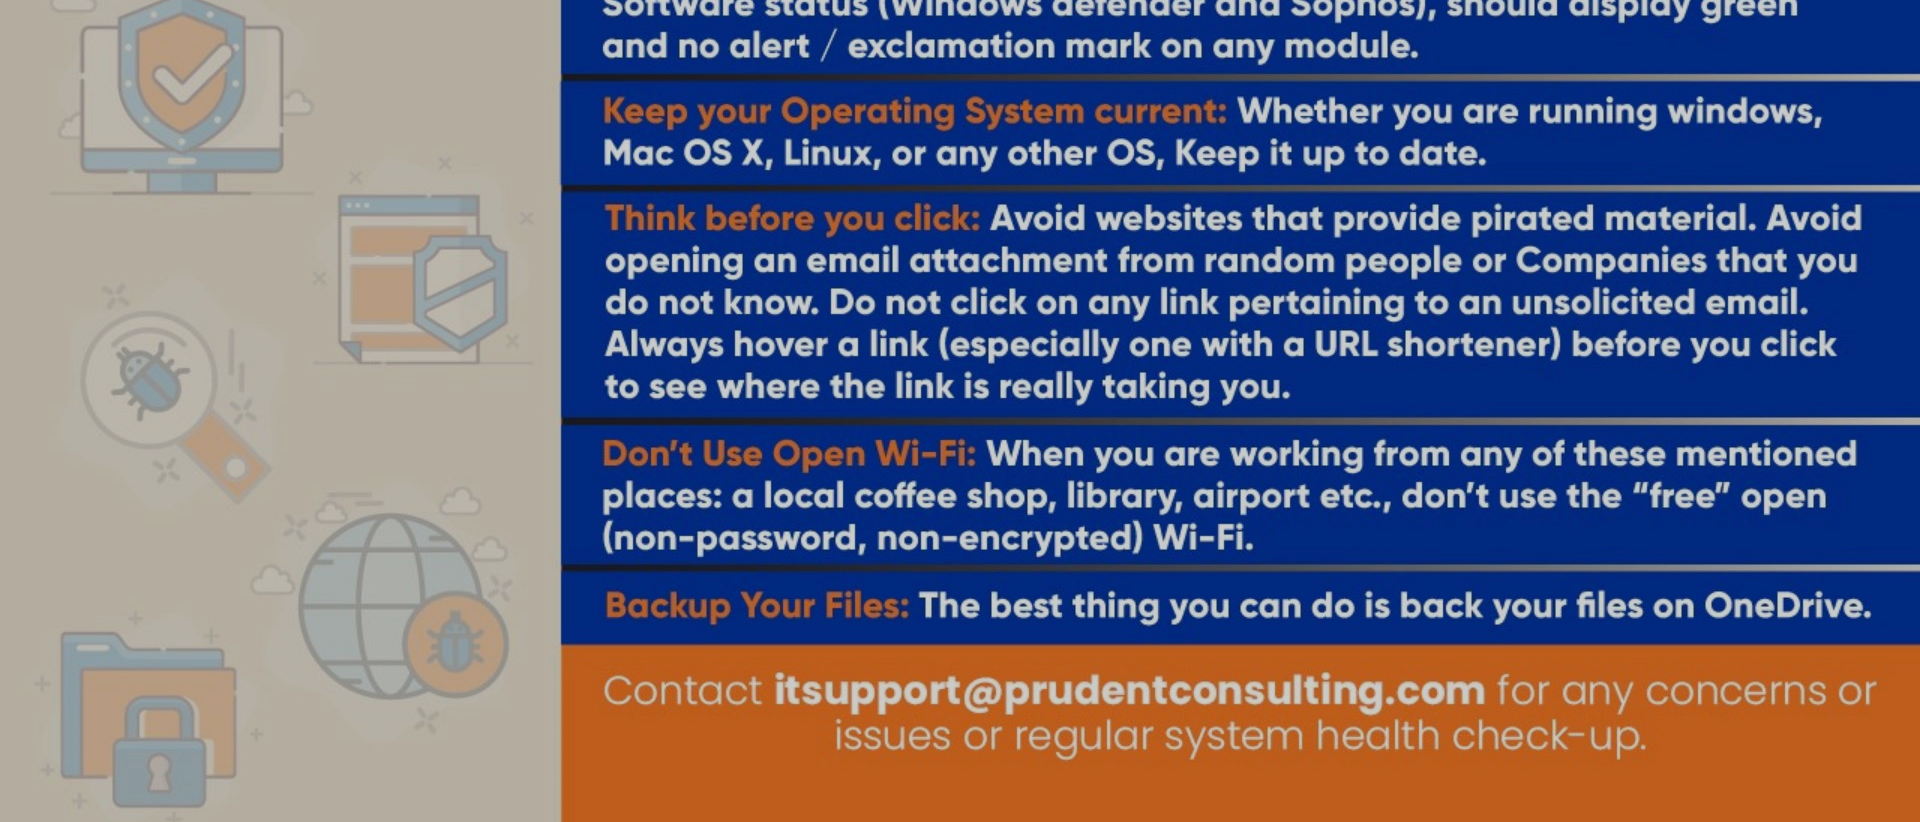 Software status (Windows defender and Sophos), should display green
and no alert / exclamation mark on any module.
Keep your Operating System current: Whether you are running windows,
Mac OS X, Linux, or any other OS, Keep it up to date.
Think before you click: Avoid websites that provide pirated material. Avoid
opening an email attachment from random people or Companies that you
do not know. Do not click on any link pertaining to an unsolicited email.
Always hover a link (especially one with a URL shortener) before you click
to see where the link is really taking you.
Don’t Use Open Wi-Fi: When you are working from any of these mentioned
places: a local coffee shop, library, airport etc., don’t use the “free” open
(non-password, non-encrypted) Wi-Fi.
Backup Your Files: The best thing you can do is back your files on OneDrive.
Contact itsupport@prudentconsulting.com for any concerns or
issues or regular system health check-up.